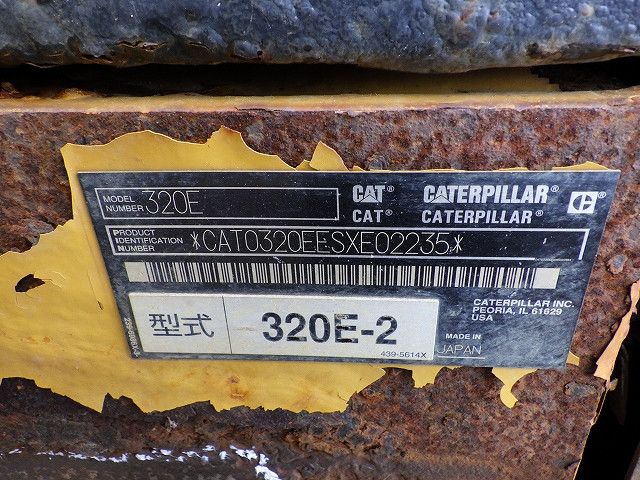 MODEL NUMBER 320E
CAT® CATERPILLAR®
CAT® CATERPILLAR®
PRODUCT IDENTIFICATION NUMBER *CAT0320EESXE02235*
CATERPILLAR INC.
PEORIA, IL 61629
USA
型式 320E-2
439-5614X
MADE IN
JAPAN